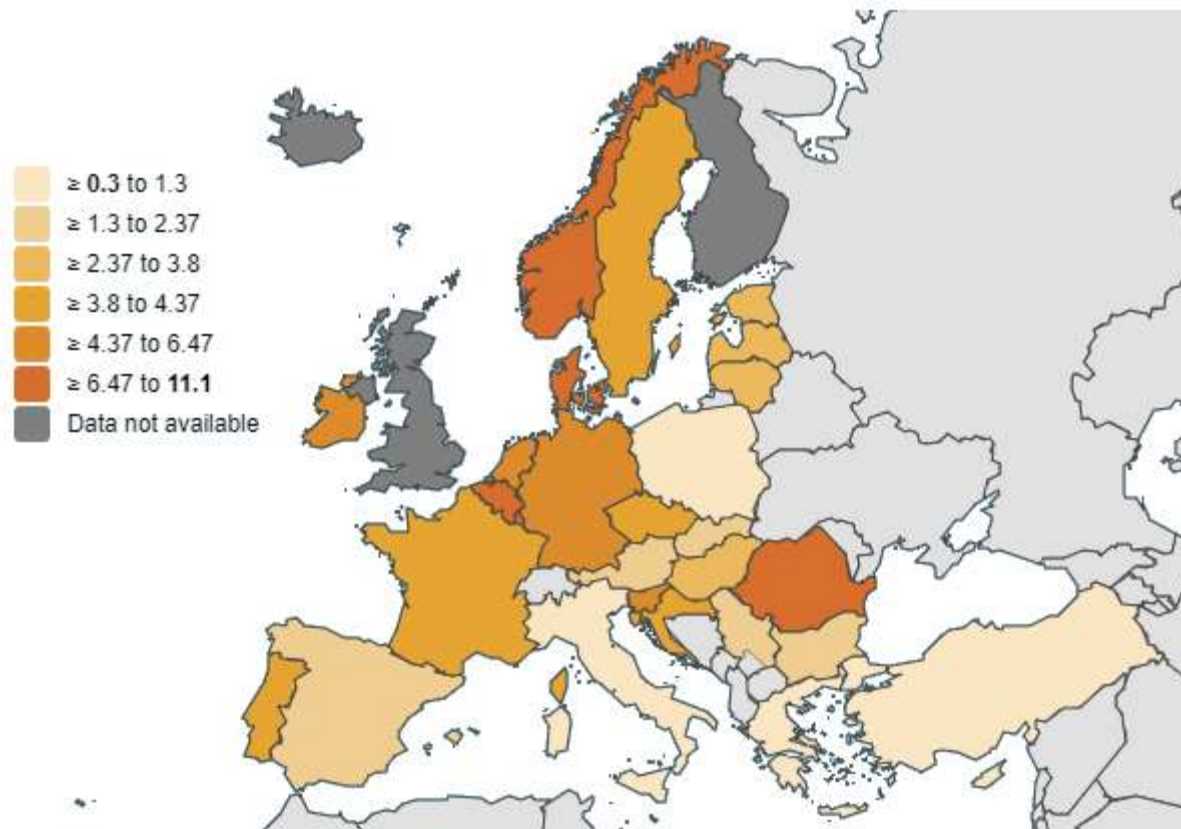 ≥ 0.3 to 1.3
≥ 1.3 to 2.37
≥ 2.37 to 3.8
≥ 3.8 to 4.37
≥ 4.37 to 6.47
≥ 6.47 to 11.1
Data not available